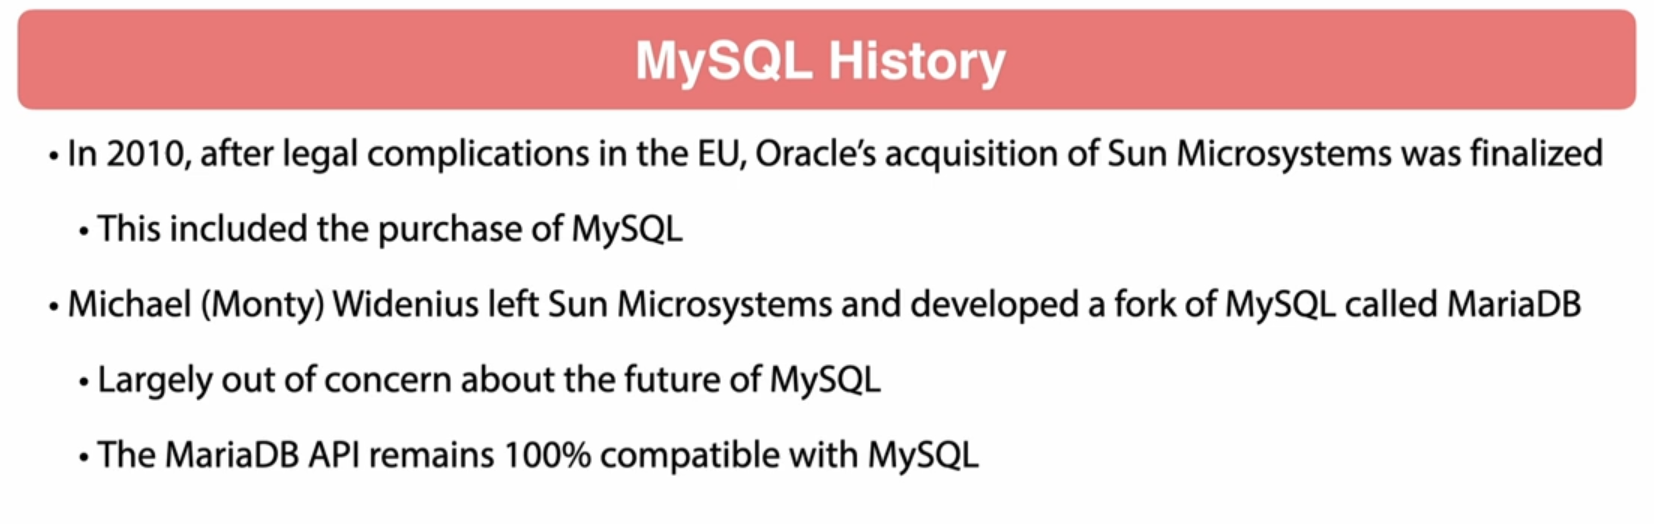 MySQL History
• In 2010, after legal complications in the EU, Oracle's acquisition of Sun Microsystems was finalized
• This included the purchase of MySQL
• Michael (Monty) Widenius left Sun Microsystems and developed a fork of MySQL called MariaDB
• Largely out of concern about the future of MySQL
• The MariaDB API remains 100% compatible with MySQL